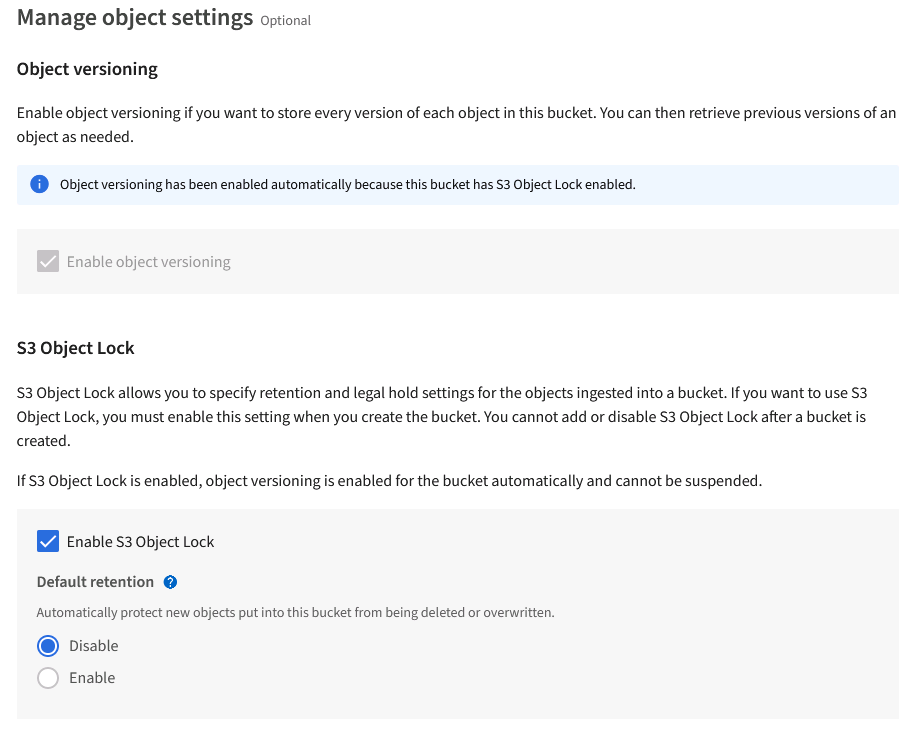 Manage object settings Optional
Object versioning
Enable object versioning if you want to store every version of each object in this bucket. You can then retrieve previous versions of an
object as needed.
Object versioning has been enabled automatically because this bucket has S3 Object Lock enabled.
Enable object versioning
S3 Object Lock
S3 Object Lock allows you to specify retention and legal hold settings for the objects ingested into a bucket. If you want to use S3
Object Lock, you must enable this setting when you create the bucket. You cannot add or disable S3 Object Lock after a bucket is
created.
If S3 Object Lock is enabled, object versioning is enabled for the bucket automatically and cannot be suspended.
Enable S3 Object Lock
Default retention
Automatically protect new objects put into this bucket from being deleted or overwritten.
Disable
Enable